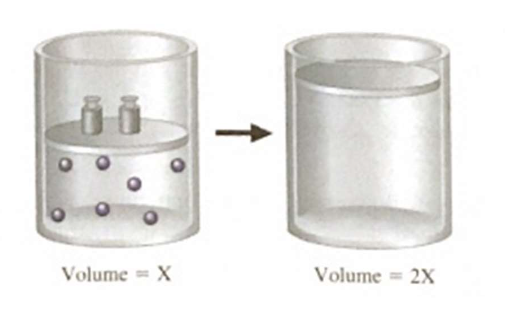 Volume = X
Volume = 2X